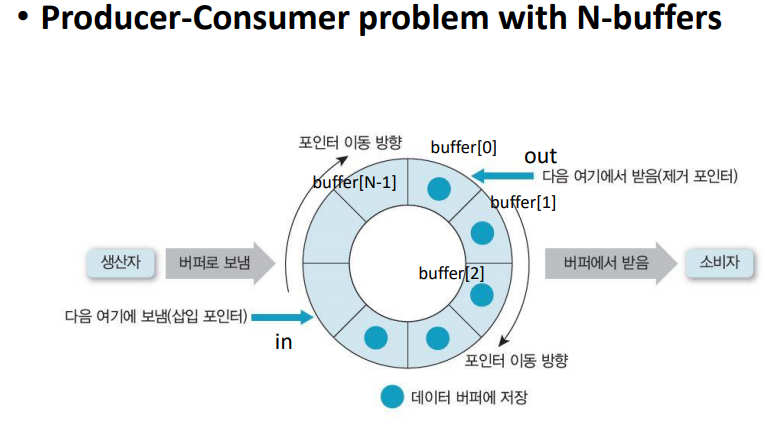 • Producer-Consumer problem with N-buffers
포인터 이동 방향
buffer[0]
out
다음 여기에서 받음(제거 포인터)
buffer[N-1]
buffer[1]
생산자
버퍼로 보냄
buffer[2]
버퍼에서 받음
소비자
다음 여기에 보냄(삽입 포인터)
in
포인터 이동 방향
데이터 버퍼에 저장